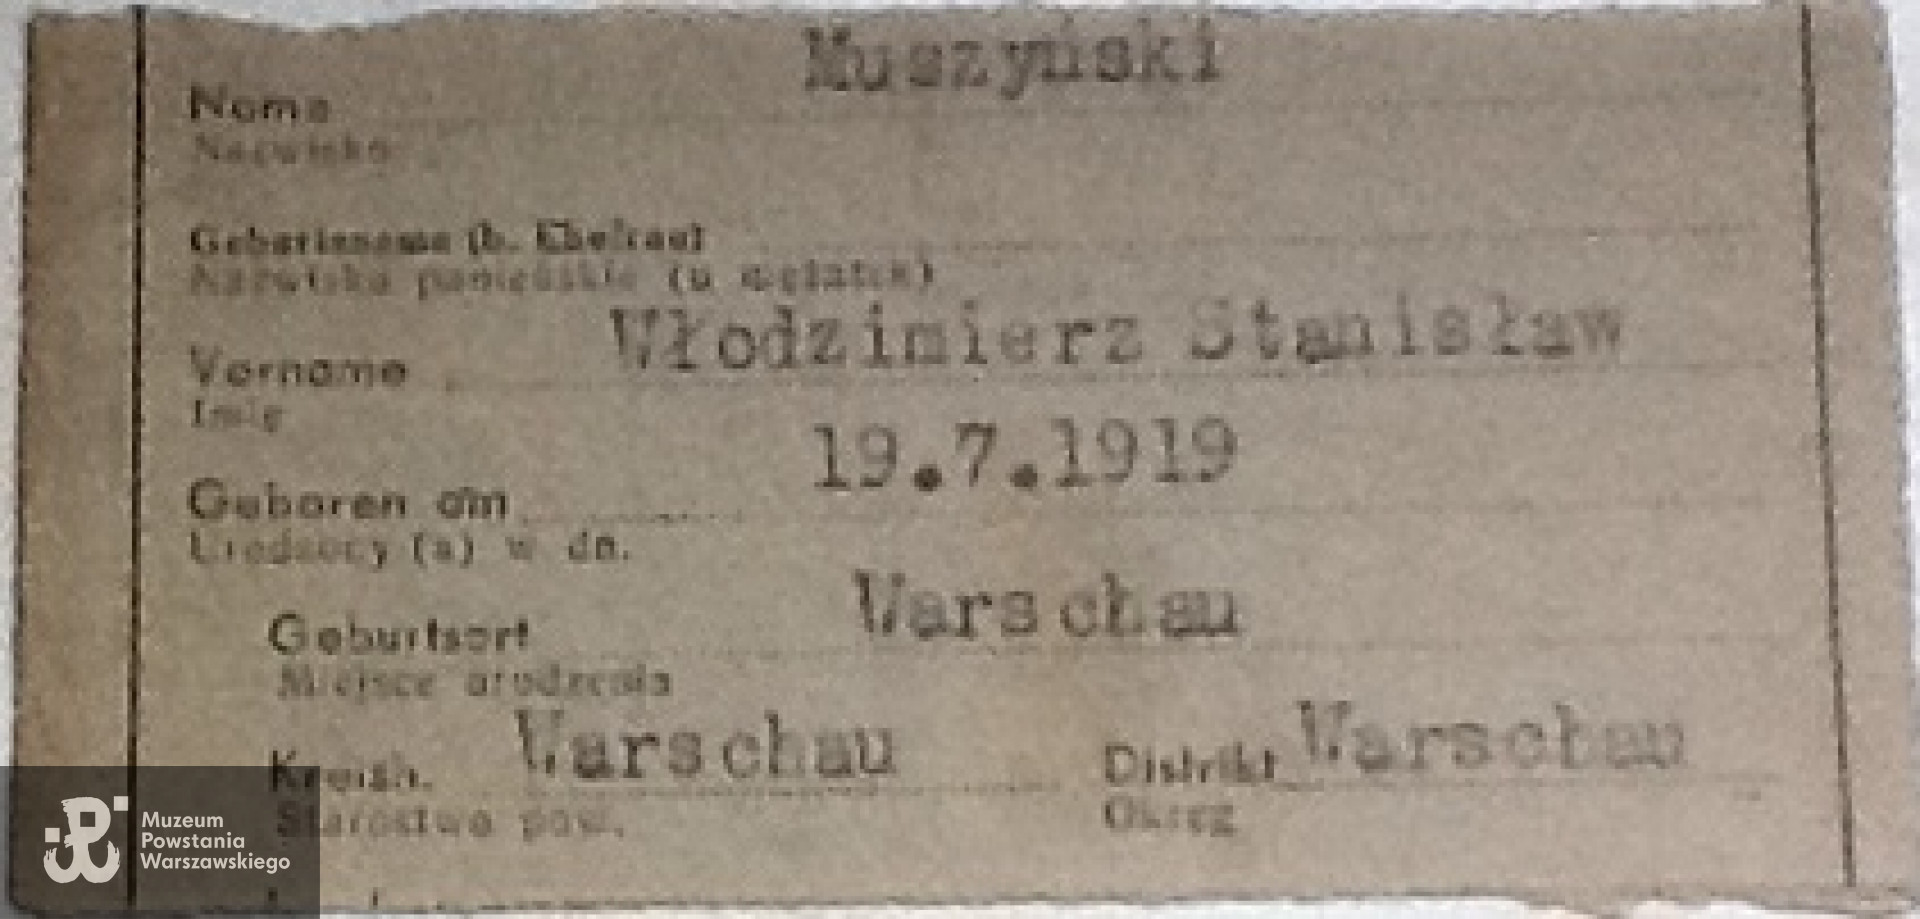 Muszyński
Name
Nazwisko
Geburtsname (b. Ehefrau)
Nazwisko panieńskie (u mężatek)
Włodzimierz Stanisław
Vorname
Imię
19.7.1919
Geboren am
Urodzony (a) w dn.
Warschau
Geburtsort
Miejsce urodzenia
Kreish. Warschau Distrikt Warschau
Starostwo pow. Okręg
Muzeum
Powstania
Warszawskiego